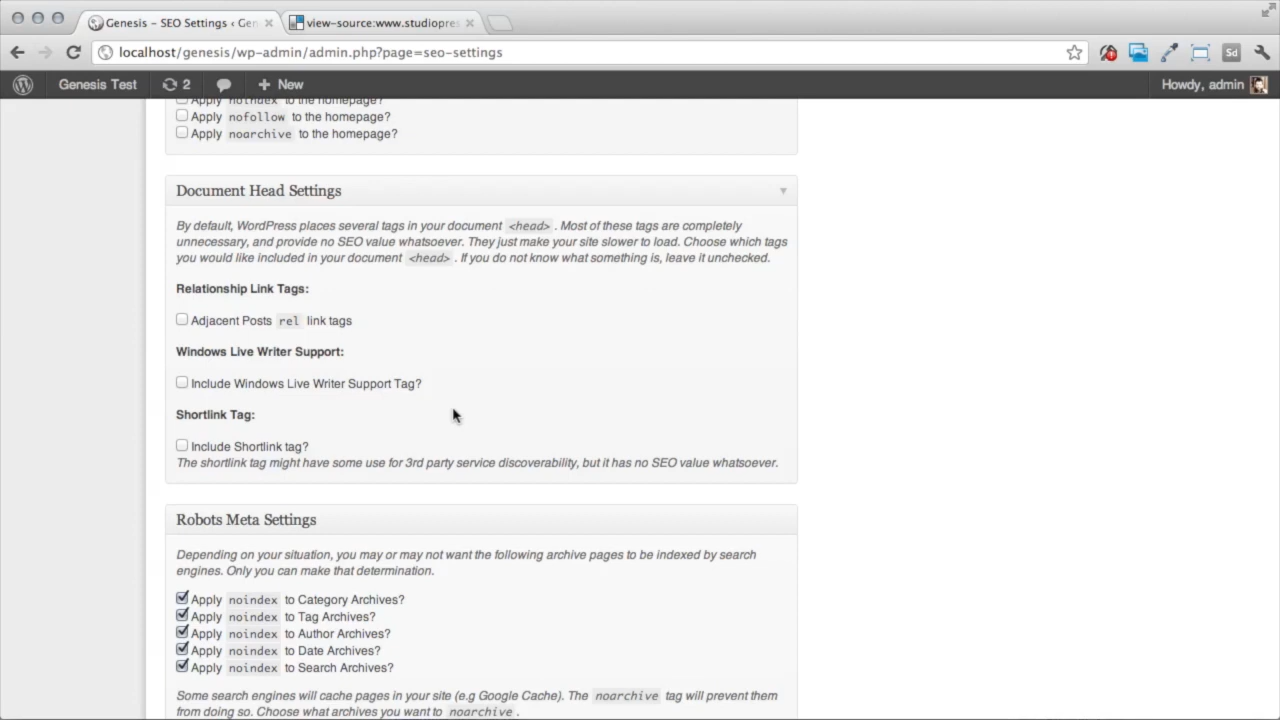 Genesis – SEO Settings ‹ Gen
view-source:www.studiopres
localhost/genesis/wp-admin/admin.php?page=seo-settings
Sd
Genesis Test
2
New
Howdy, admin
Apply noindex to the homepage?
Apply nofollow to the homepage?
Apply noarchive to the homepage?
Document Head Settings
By default, WordPress places several tags in your document <head> . Most of these tags are completely
unnecessary, and provide no SEO value whatsoever. They just make your site slower to load. Choose which tags
you would like included in your document <head> . If you do not know what something is, leave it unchecked.
Relationship Link Tags:
Adjacent Posts rel link tags
Windows Live Writer Support:
Include Windows Live Writer Support Tag?
Shortlink Tag:
Include Shortlink tag?
The shortlink tag might have some use for 3rd party service discoverability, but it has no SEO value whatsoever.
Robots Meta Settings
Depending on your situation, you may or may not want the following archive pages to be indexed by search
engines. Only you can make that determination.
Apply noindex to Category Archives?
Apply noindex to Tag Archives?
Apply noindex to Author Archives?
Apply noindex to Date Archives?
Apply noindex to Search Archives?
Some search engines will cache pages in your site (e.g Google Cache). The noarchive tag will prevent them
from doing so. Choose what archives you want to noarchive .